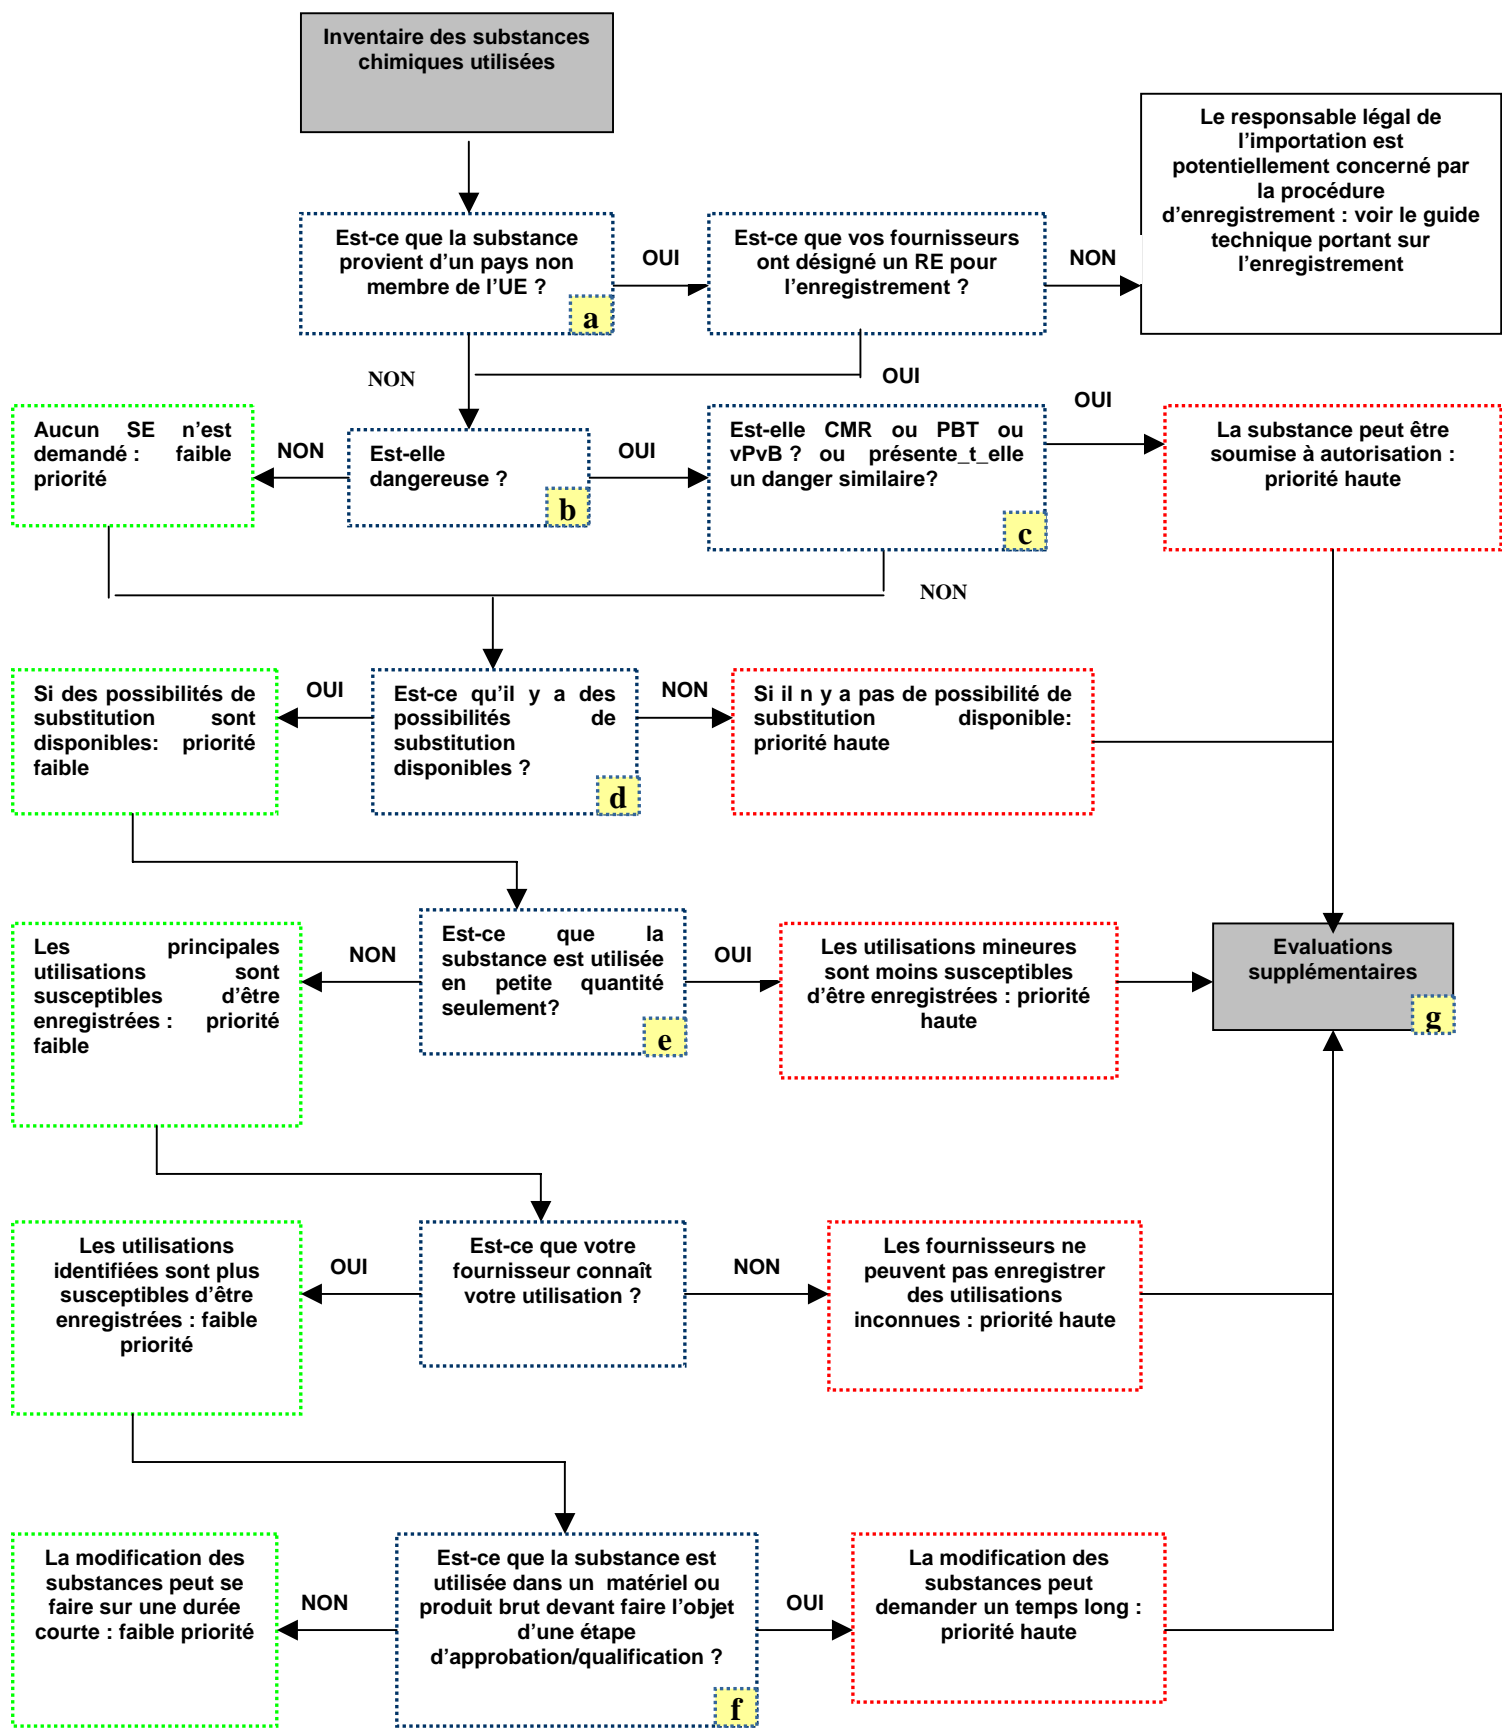 Inventaire des substances
chimiques utilisées
Le responsable légal de
l’importation est
potentiellement concerné par
la procédure
d’enregistrement : voir le guide
technique portant sur
l’enregistrement
Est-ce que la substance
provient d’un pays non
membre de l’UE ?
a
OUI
Est-ce que vos fournisseurs
ont désigné un RE pour
l’enregistrement ?
NON
NON
OUI
Aucun SE n’est
demandé : faible
priorité
NON
Est-elle
dangereuse ?
b
OUI
Est-elle CMR ou PBT ou
vPvB ? ou présente_t_elle
un danger similaire?
c
OUI
La substance peut être
soumise à autorisation :
priorité haute
NON
Si des possibilités de
substitution sont
disponibles: priorité
faible
OUI
Est-ce qu’il y a des
possibilités de
substitution
disponibles ?
d
NON
Si il n y a pas de possibilité de
substitution disponible:
priorité haute
Les principales
utilisations sont
susceptibles d’être
enregistrées : priorité
faible
NON
Est-ce que la
substance est utilisée
en petite quantité
seulement?
e
OUI
Les utilisations mineures
sont moins susceptibles
d’être enregistrées : priorité
haute
Evaluations
supplémentaires
g
Les utilisations
identifiées sont plus
susceptibles d’être
enregistrées : faible
priorité
OUI
Est-ce que votre
fournisseur connaît
votre utilisation ?
NON
Les fournisseurs ne
peuvent pas enregistrer
des utilisations
inconnues : priorité haute
La modification des
substances peut se
faire sur une durée
courte : faible priorité
NON
Est-ce que la substance est
utilisée dans un matériel ou
produit brut devant faire l’objet
d’une étape
d’approbation/qualification ?
f
OUI
La modification des
substances peut
demander un temps long :
priorité haute